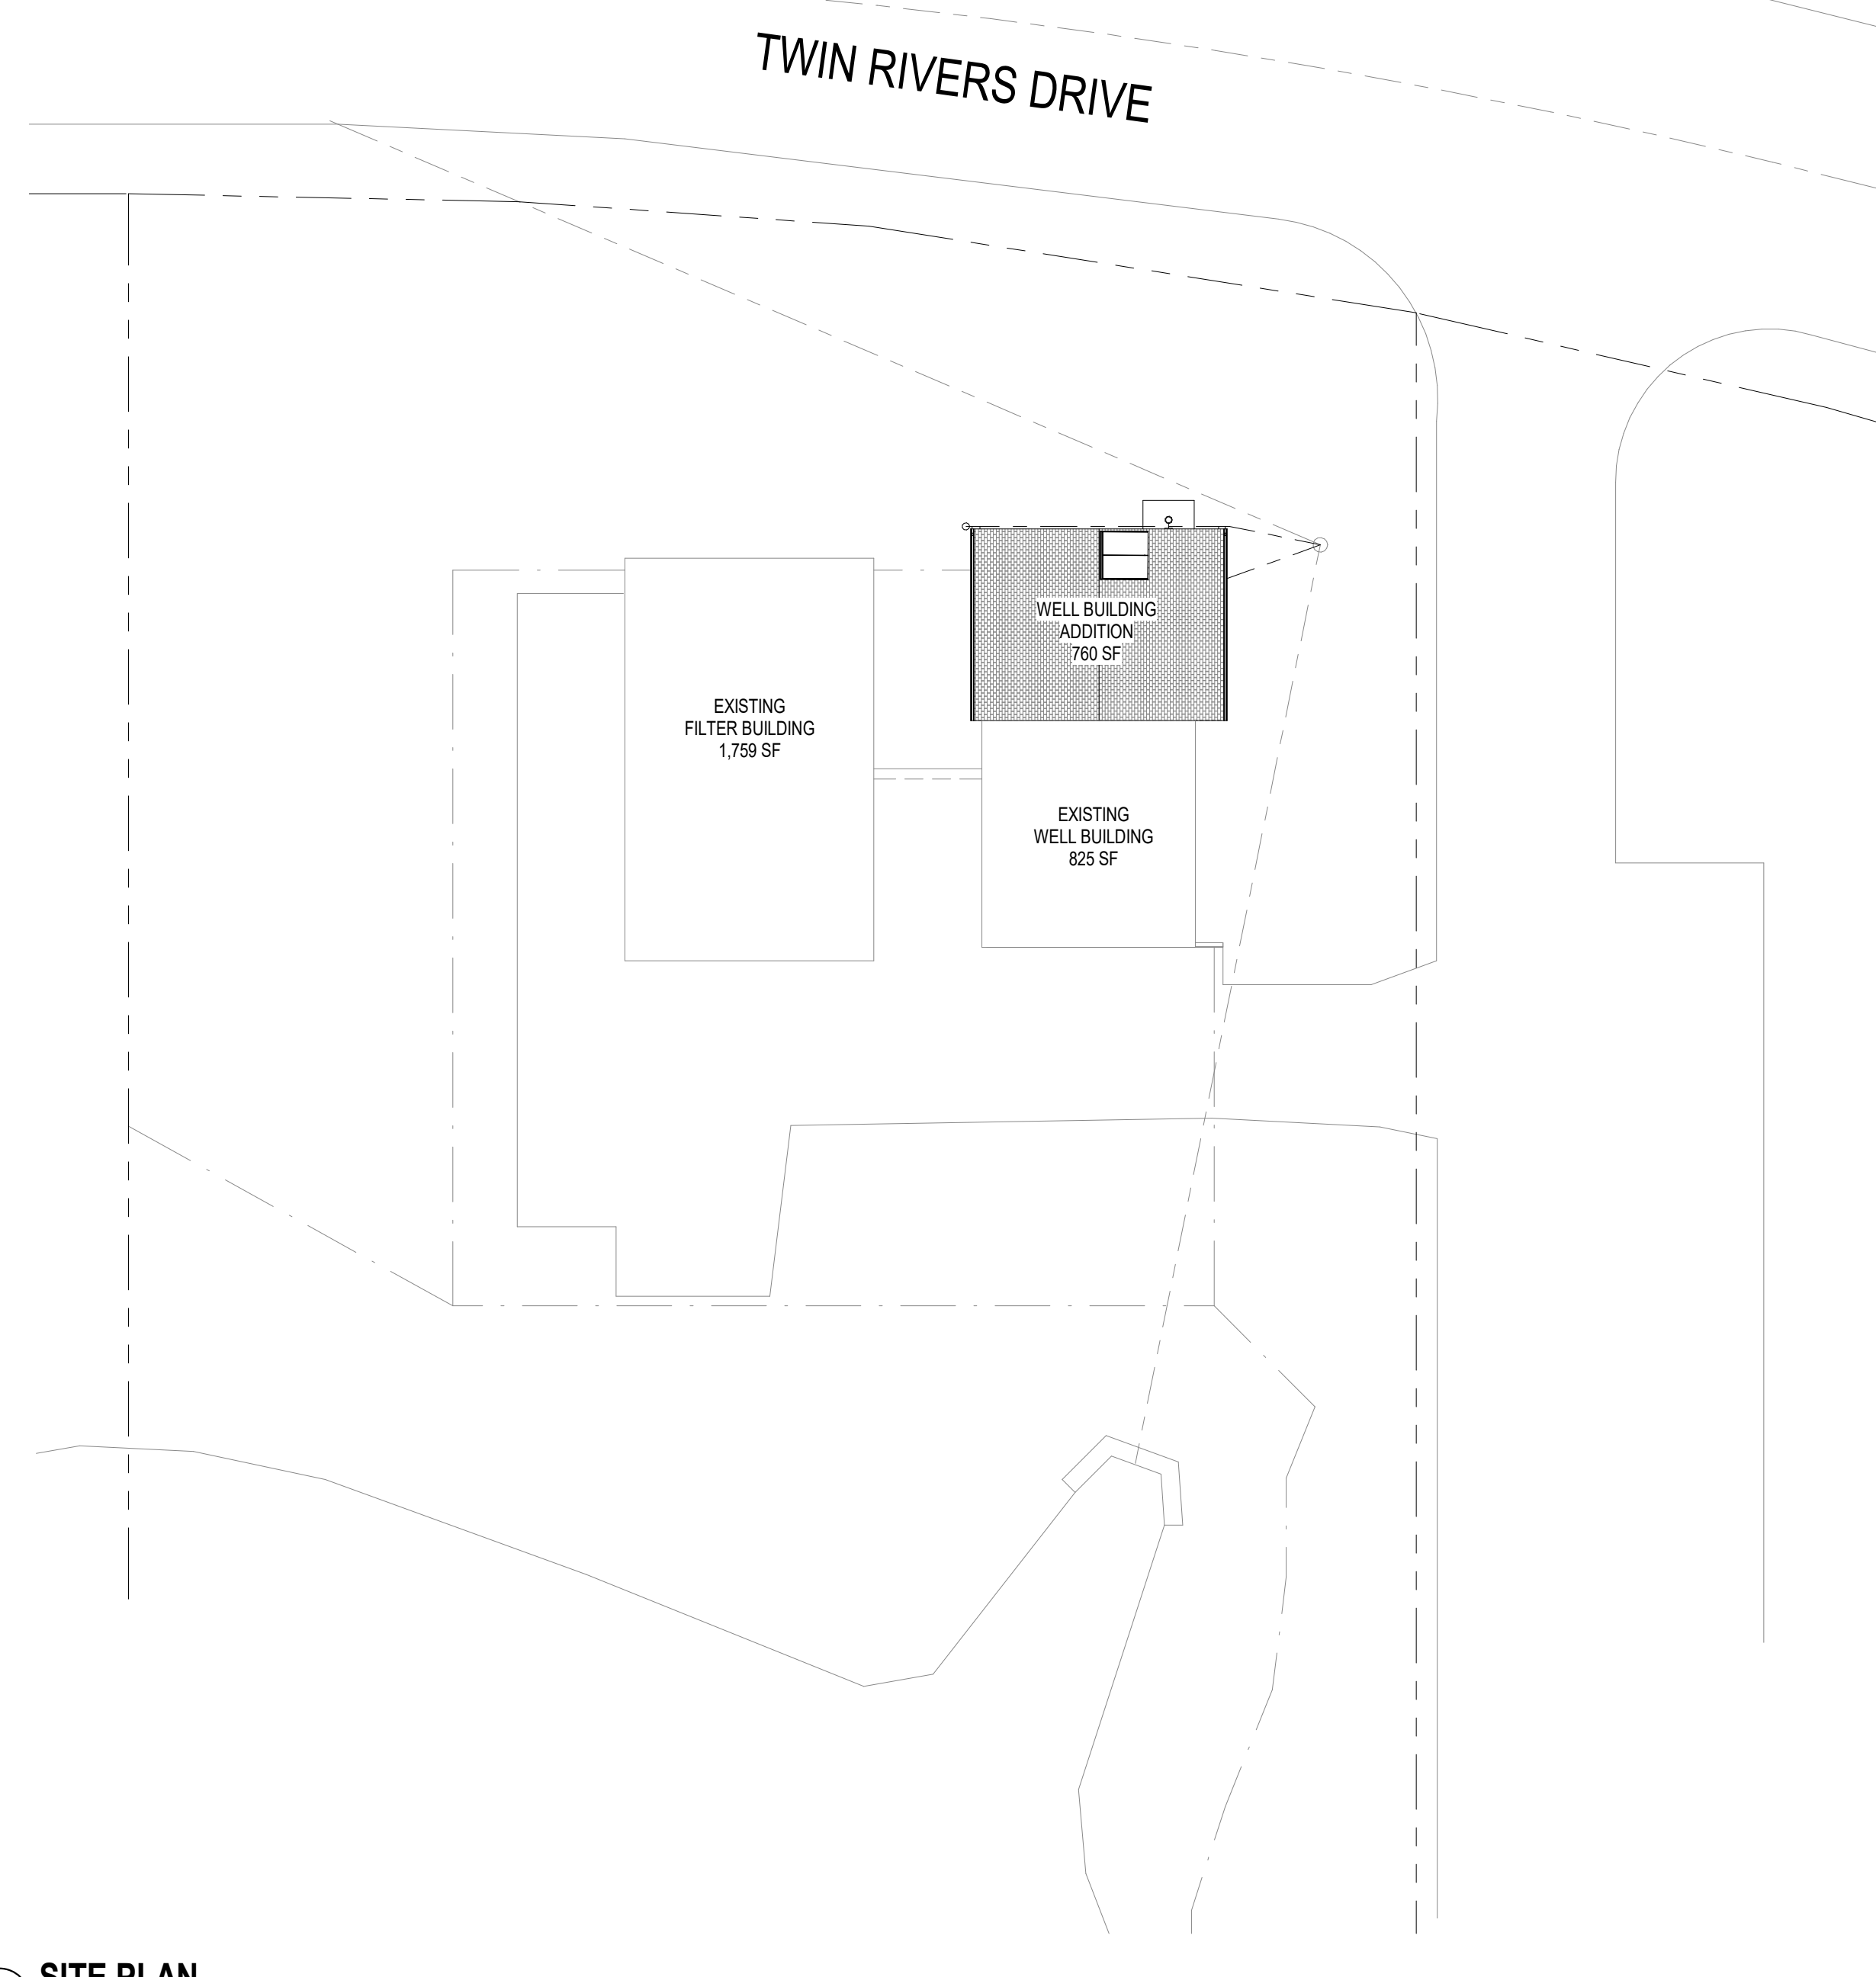 TWIN RIVERS DRIVE
WELL BUILDING
ADDITION
760 SF
EXISTING
FILTER BUILDING
1,759 SF
EXISTING
WELL BUILDING
825 SF
SITE PLAN